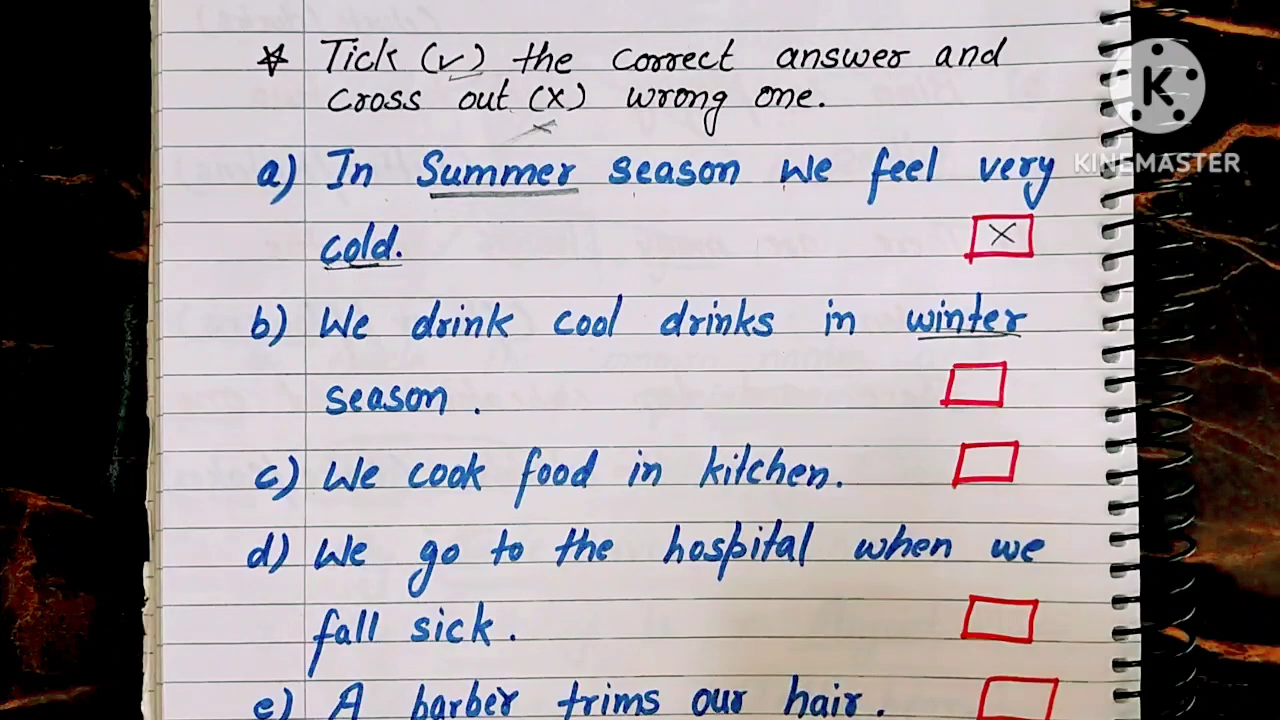 ☆ Tick (✓) the correct answer and
cross out (x) wrong one.
K
KINEMASTER
a) In Summer season we feel very
cold.
×
b) We drink cool drinks in winter
season.
c) We cook food in kitchen.
d) We go to the hospital when we
fall sick.
e) A barber trims our hair.